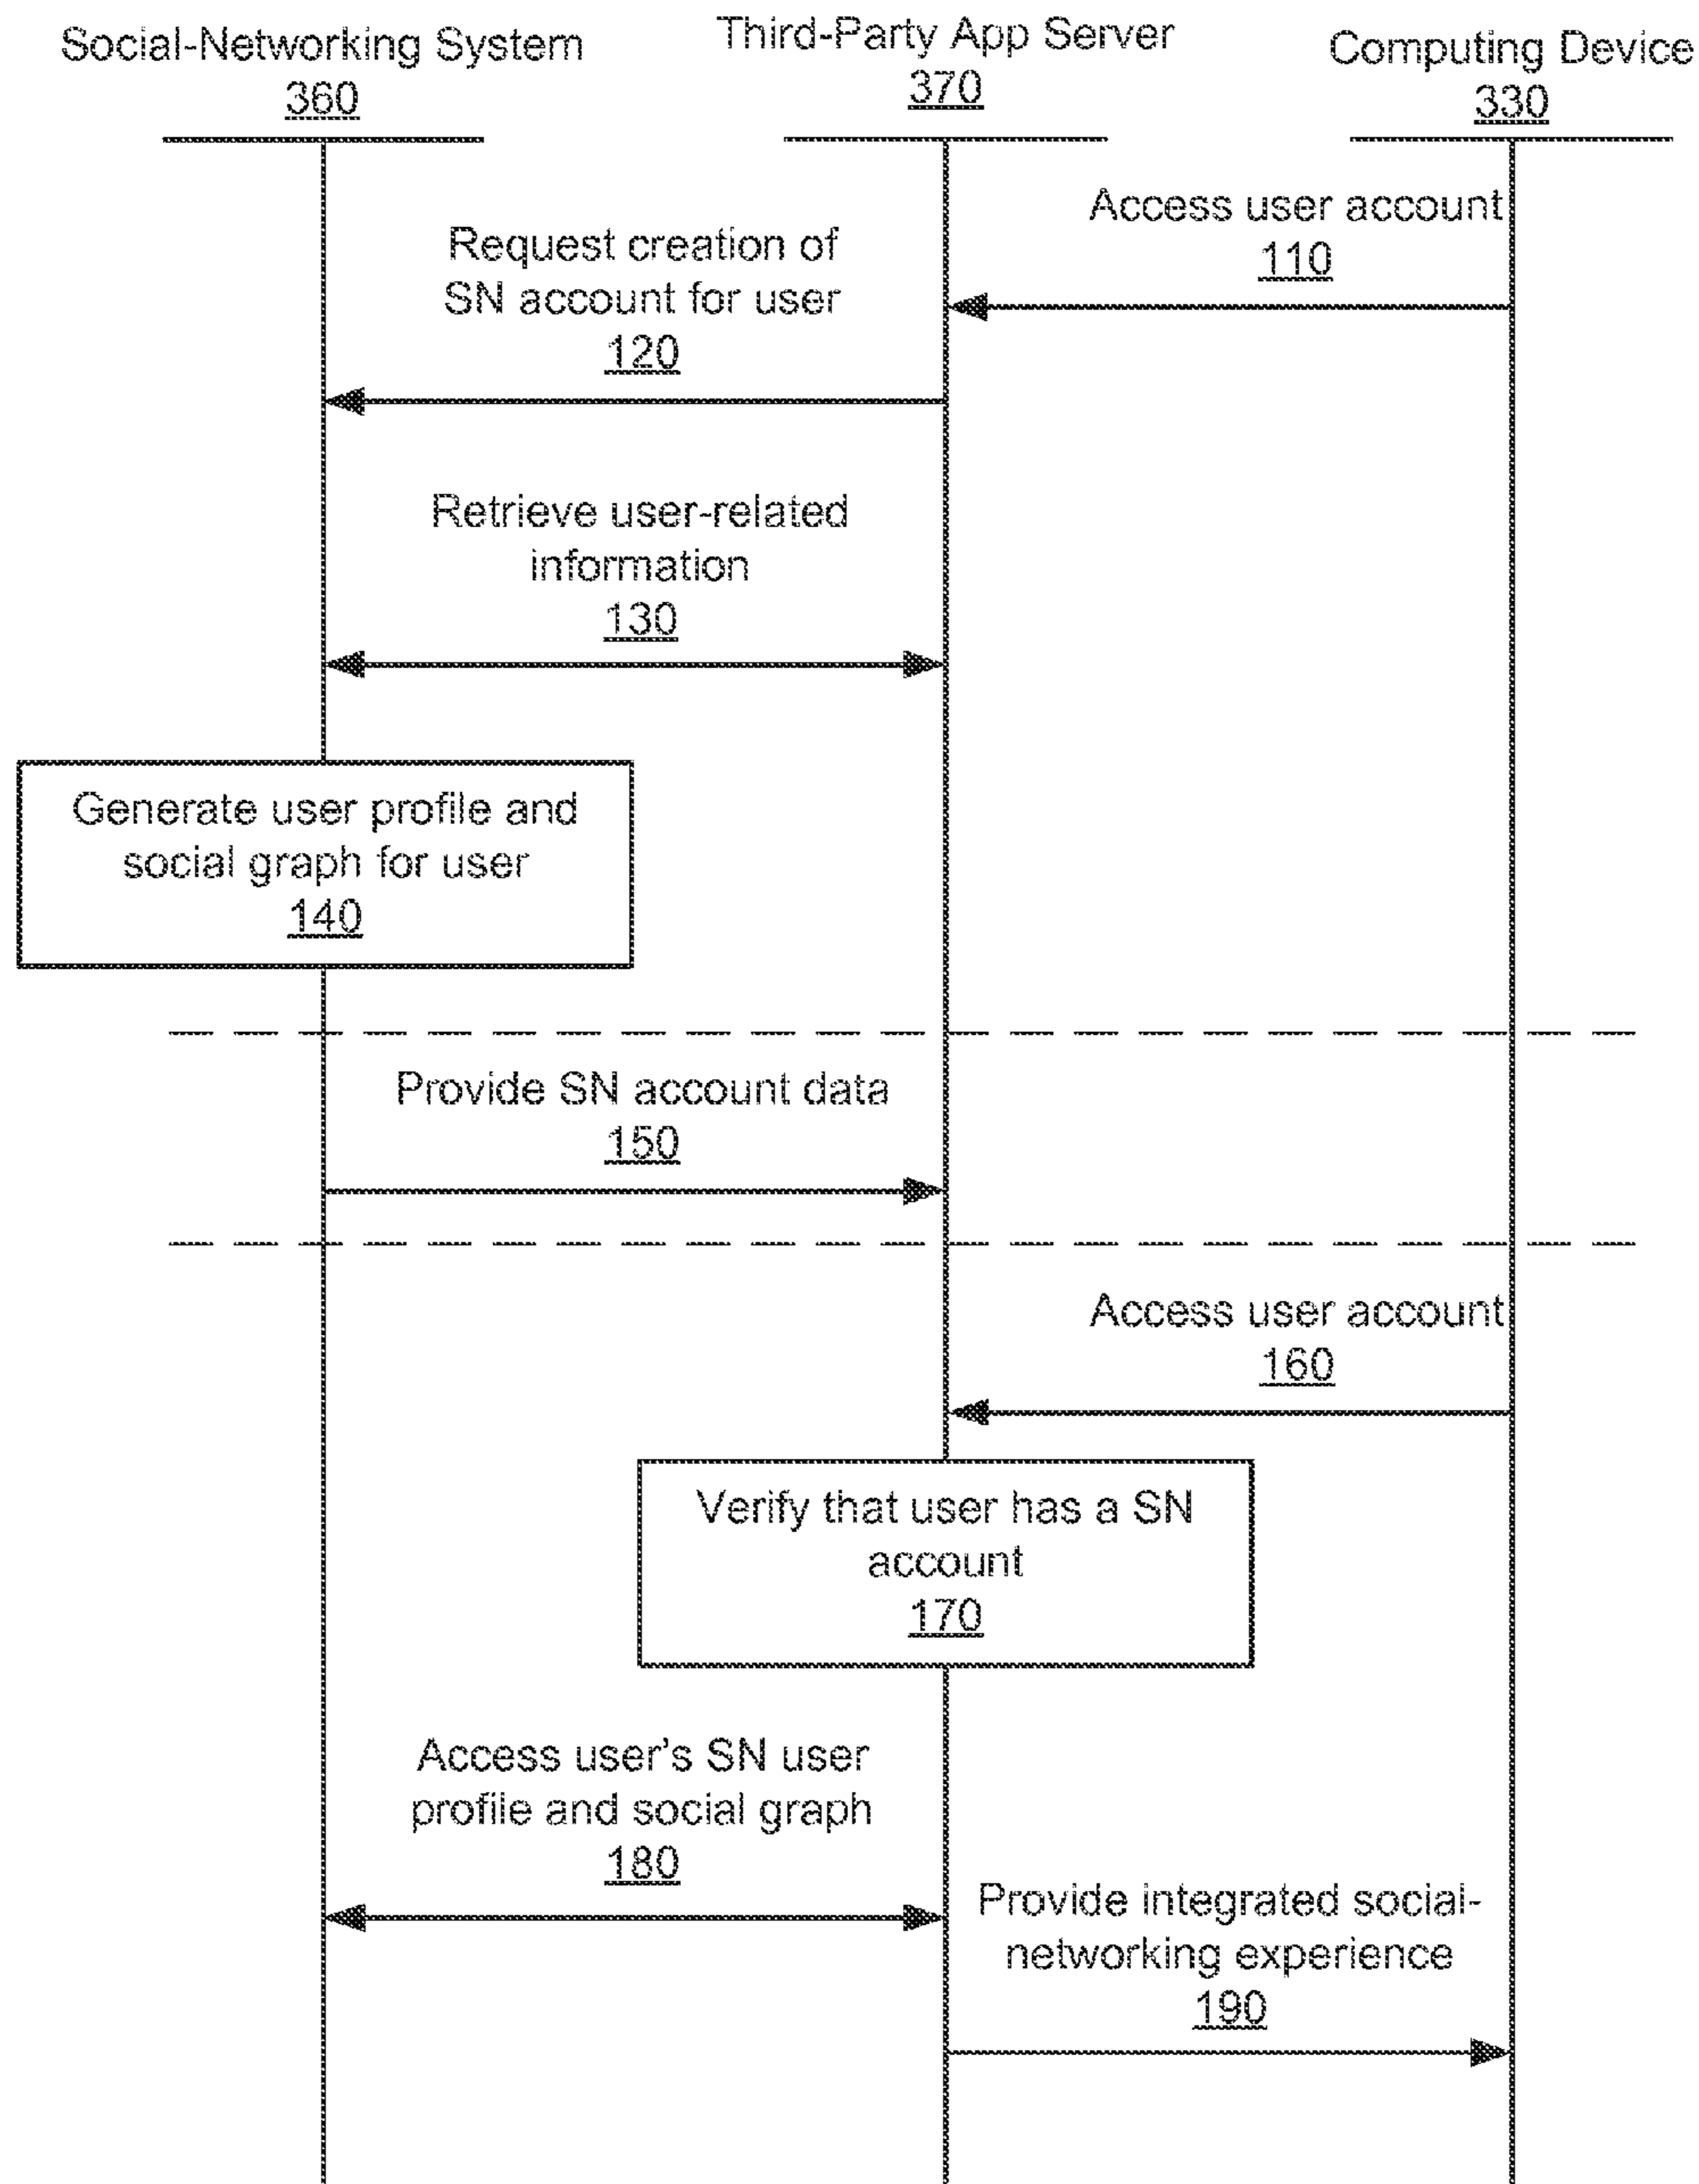 Social-Networking System
360
Third-Party App Server
370
Computing Device
330
Access user account
110
Request creation of
SN account for user
120
Retrieve user-related
information
130
Generate user profile and
social graph for user
140
Provide SN account data
150
Access user account
160
Verify that user has a SN
account
170
Access user's SN user
profile and social graph
180
Provide integrated social-
networking experience
190